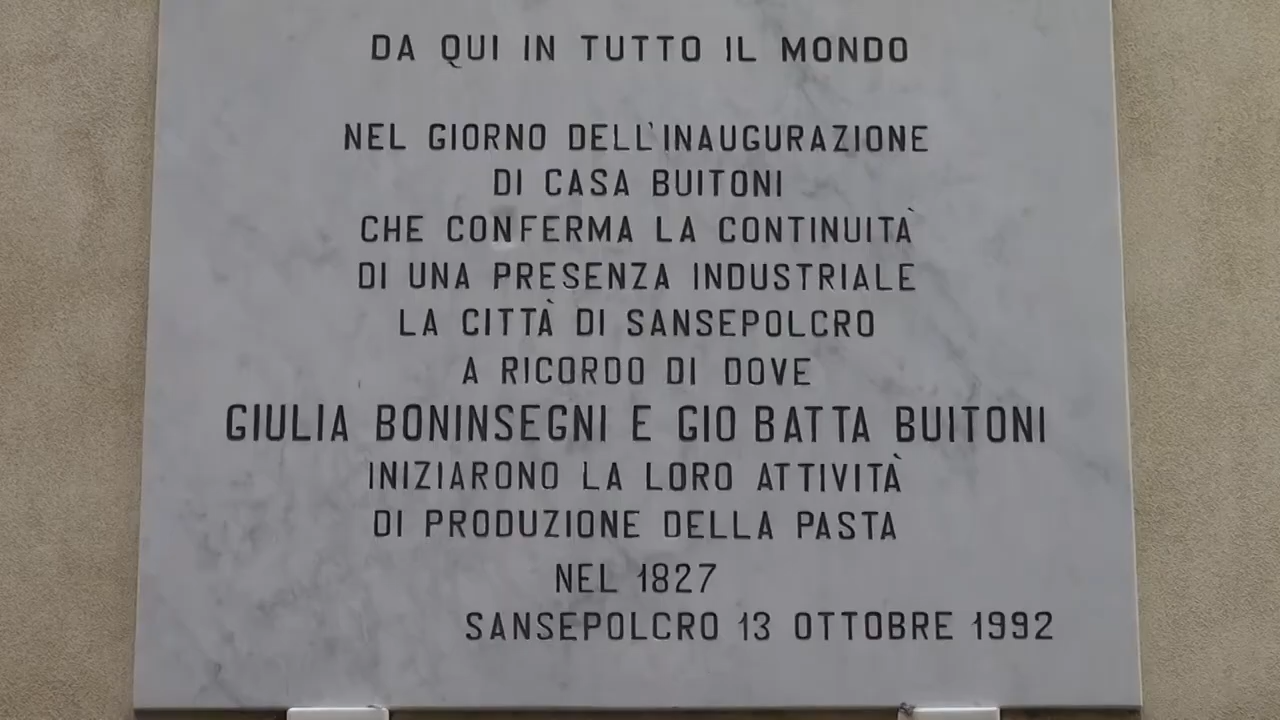 DA QUI IN TUTTO IL MONDO
NEL GIORNO DELL'INAUGURAZIONE
DI CASA BUITONI
CHE CONFERMA LA CONTINUITÀ
DI UNA PRESENZA INDUSTRIALE
LA CITTÀ DI SANSEPOLCRO
A RICORDO DI DOVE
GIULIA BONINSEGNI E GIO BATTA BUITONI
INIZIARONO LA LORO ATTIVITÀ
DI PRODUZIONE DELLA PASTA
NEL 1827
SANSEPOLCRO 13 OTTOBRE 1992